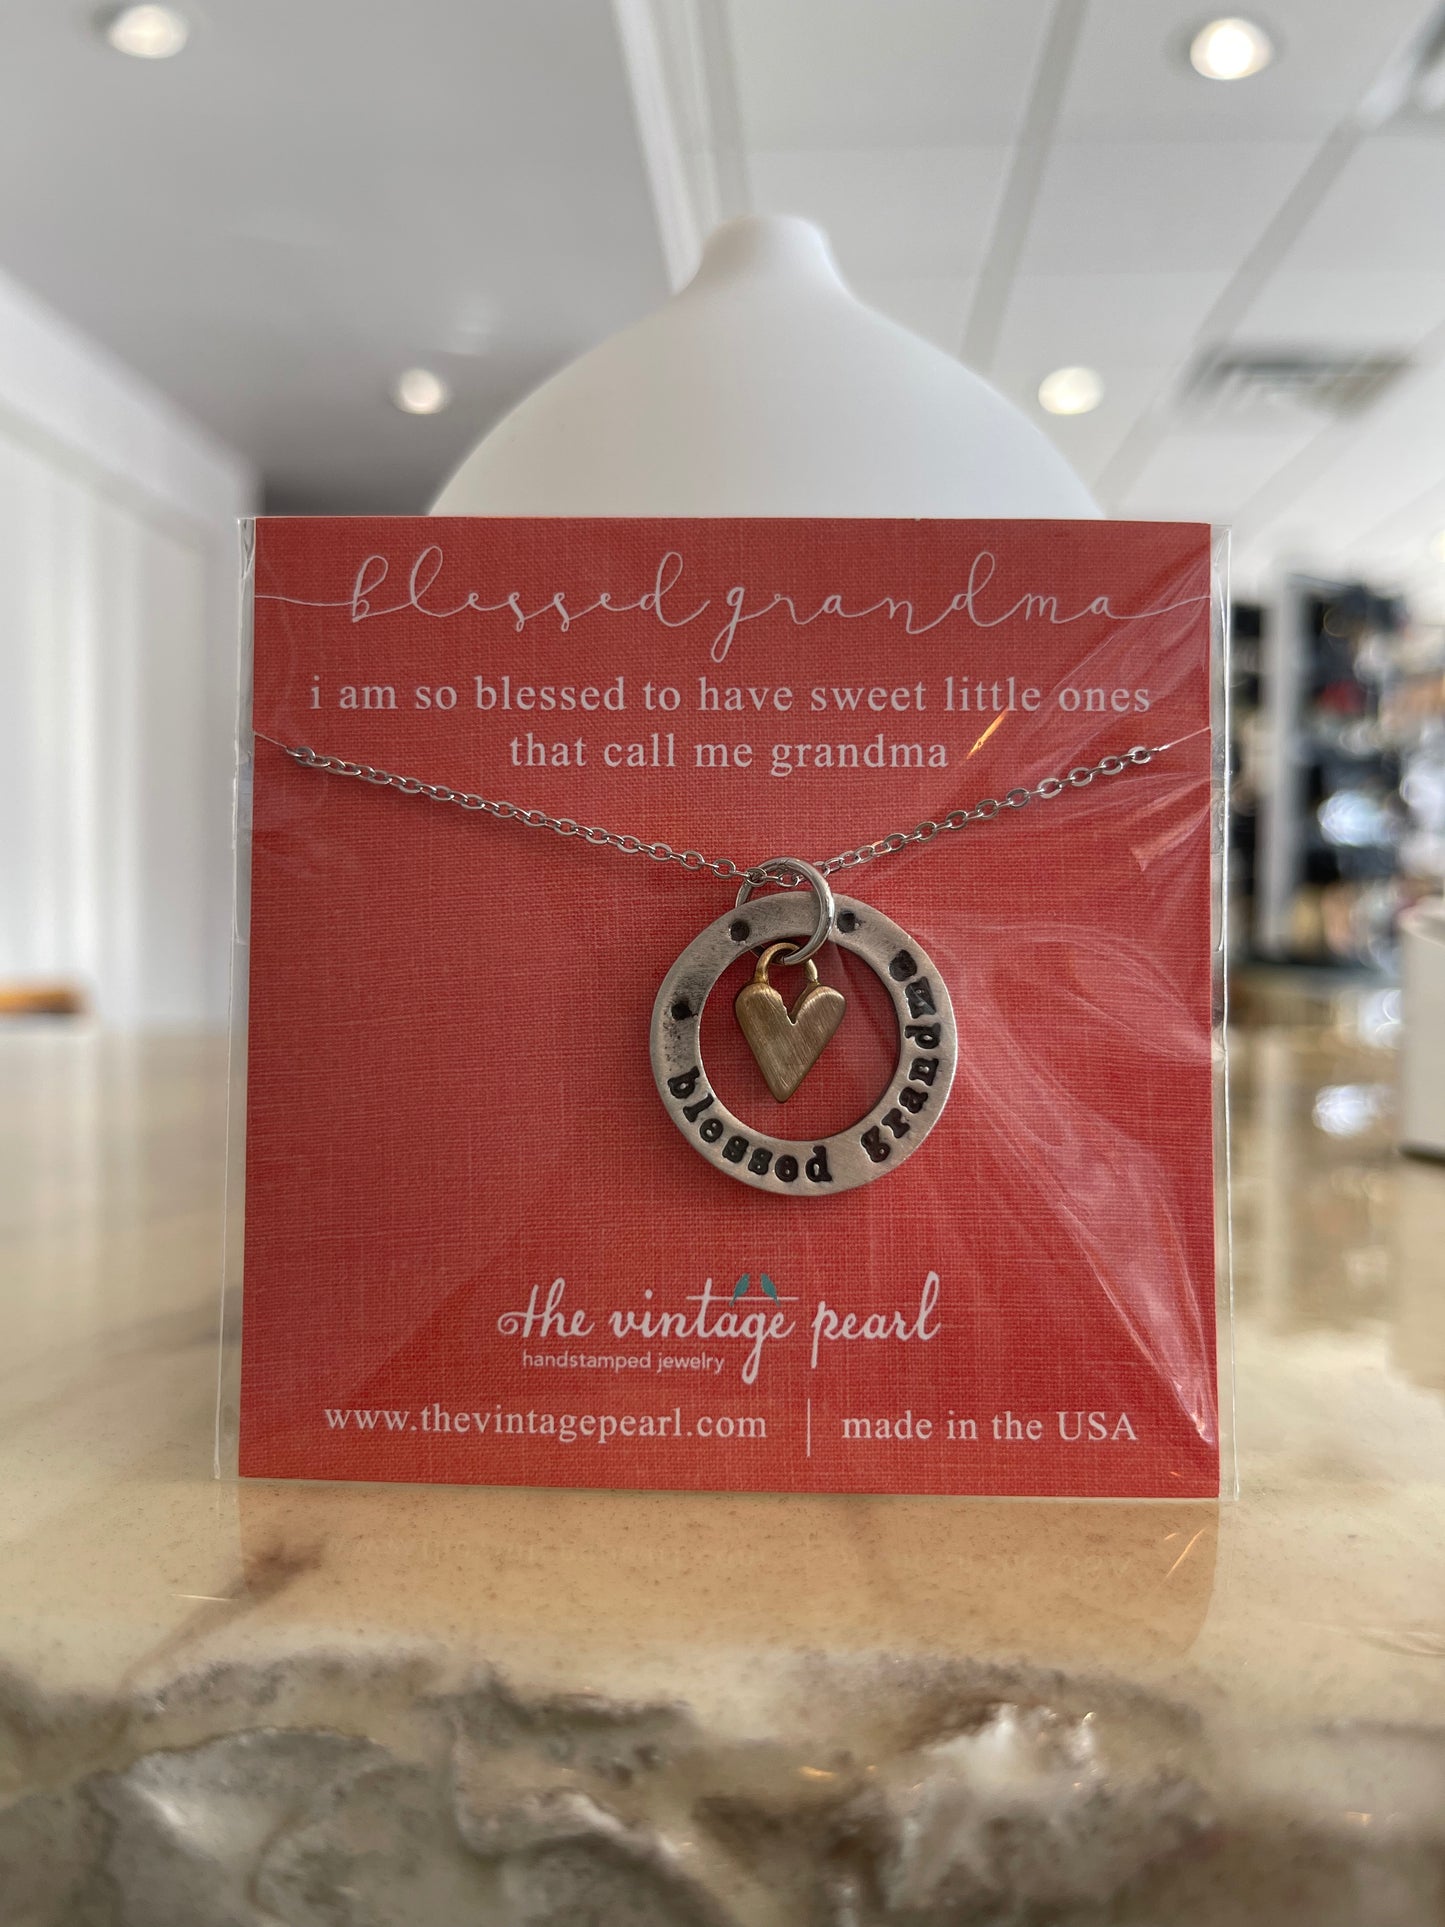 blessed grandma
i am so blessed to have sweet little ones
that call me grandma
blessed grandma
the vintage pearl
handstamped jewelry
www.thevintagepearl.com | made in the USA